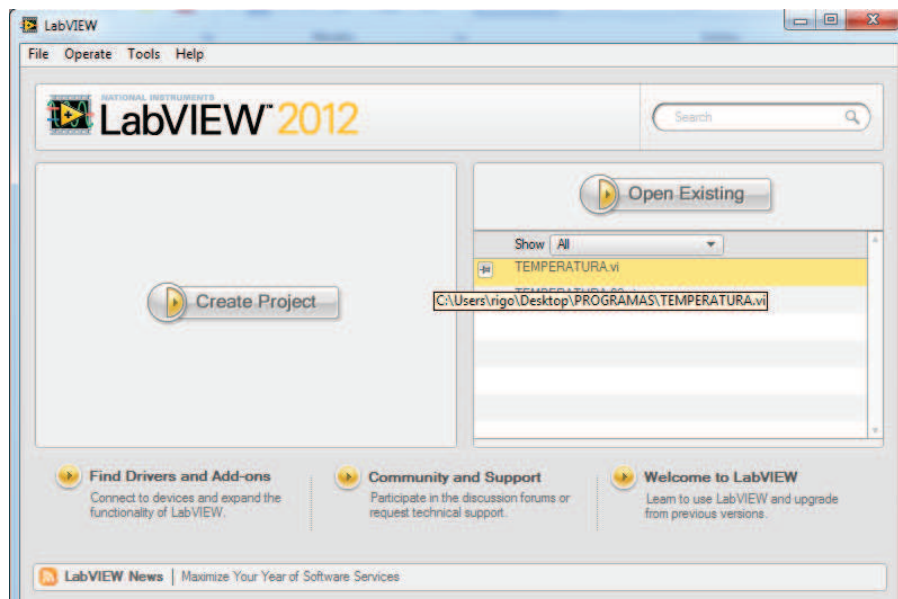 LabVIEW
File Operate Tools Help
NATIONAL INSTRUMENTS
LabVIEW™ 2012
Search
Create Project
Open Existing
Show All
TEMPERATURA.vi
C:\Users\rigo\Desktop\PROGRAMAS\TEMPERATURA.vi
Find Drivers and Add-ons
Connect to devices and expand the
functionality of LabVIEW.
Community and Support
Participate in the discussion forums or
request technical support.
Welcome to LabVIEW
Learn to use LabVIEW and upgrade
from previous versions.
LabVIEW News | Maximize Your Year of Software Services